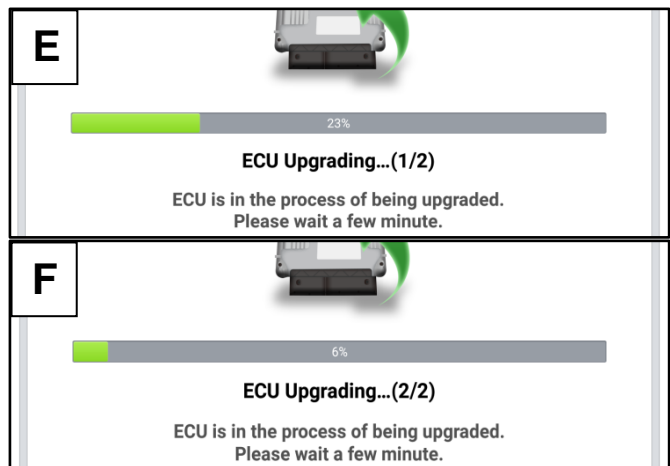 E
23%
ECU Upgrading...(1/2)
ECU is in the process of being upgraded.
Please wait a few minute.
F
6%
ECU Upgrading...(2/2)
ECU is in the process of being upgraded.
Please wait a few minute.